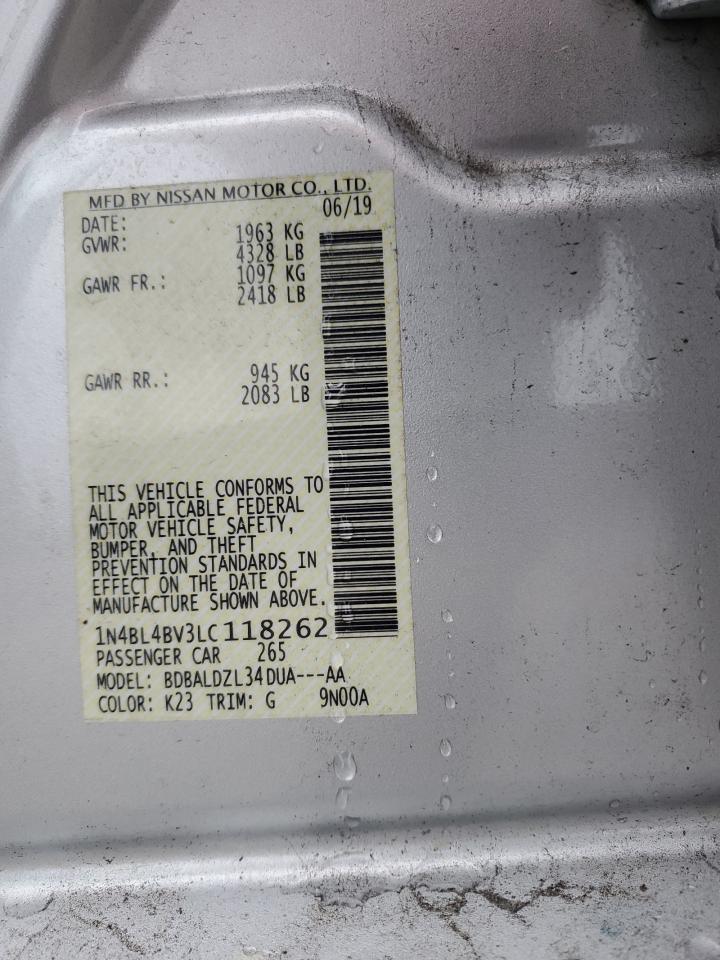 MFD BY NISSAN MOTOR CO., LTD.
DATE: 06/19
GVWR: 1963 KG
4328 LB
GAWR FR.: 1097 KG
2418 LB
GAWR RR.: 945 KG
2083 LB
THIS VEHICLE CONFORMS TO
ALL APPLICABLE FEDERAL
MOTOR VEHICLE SAFETY,
BUMPER, AND THEFT
PREVENTION STANDARDS IN
EFFECT ON THE DATE OF
MANUFACTURE SHOWN ABOVE.
1N4BL4BV3LC118262
PASSENGER CAR 265
MODEL: BDBALDZL34DUA---AA
COLOR: K23 TRIM: G 9N00A